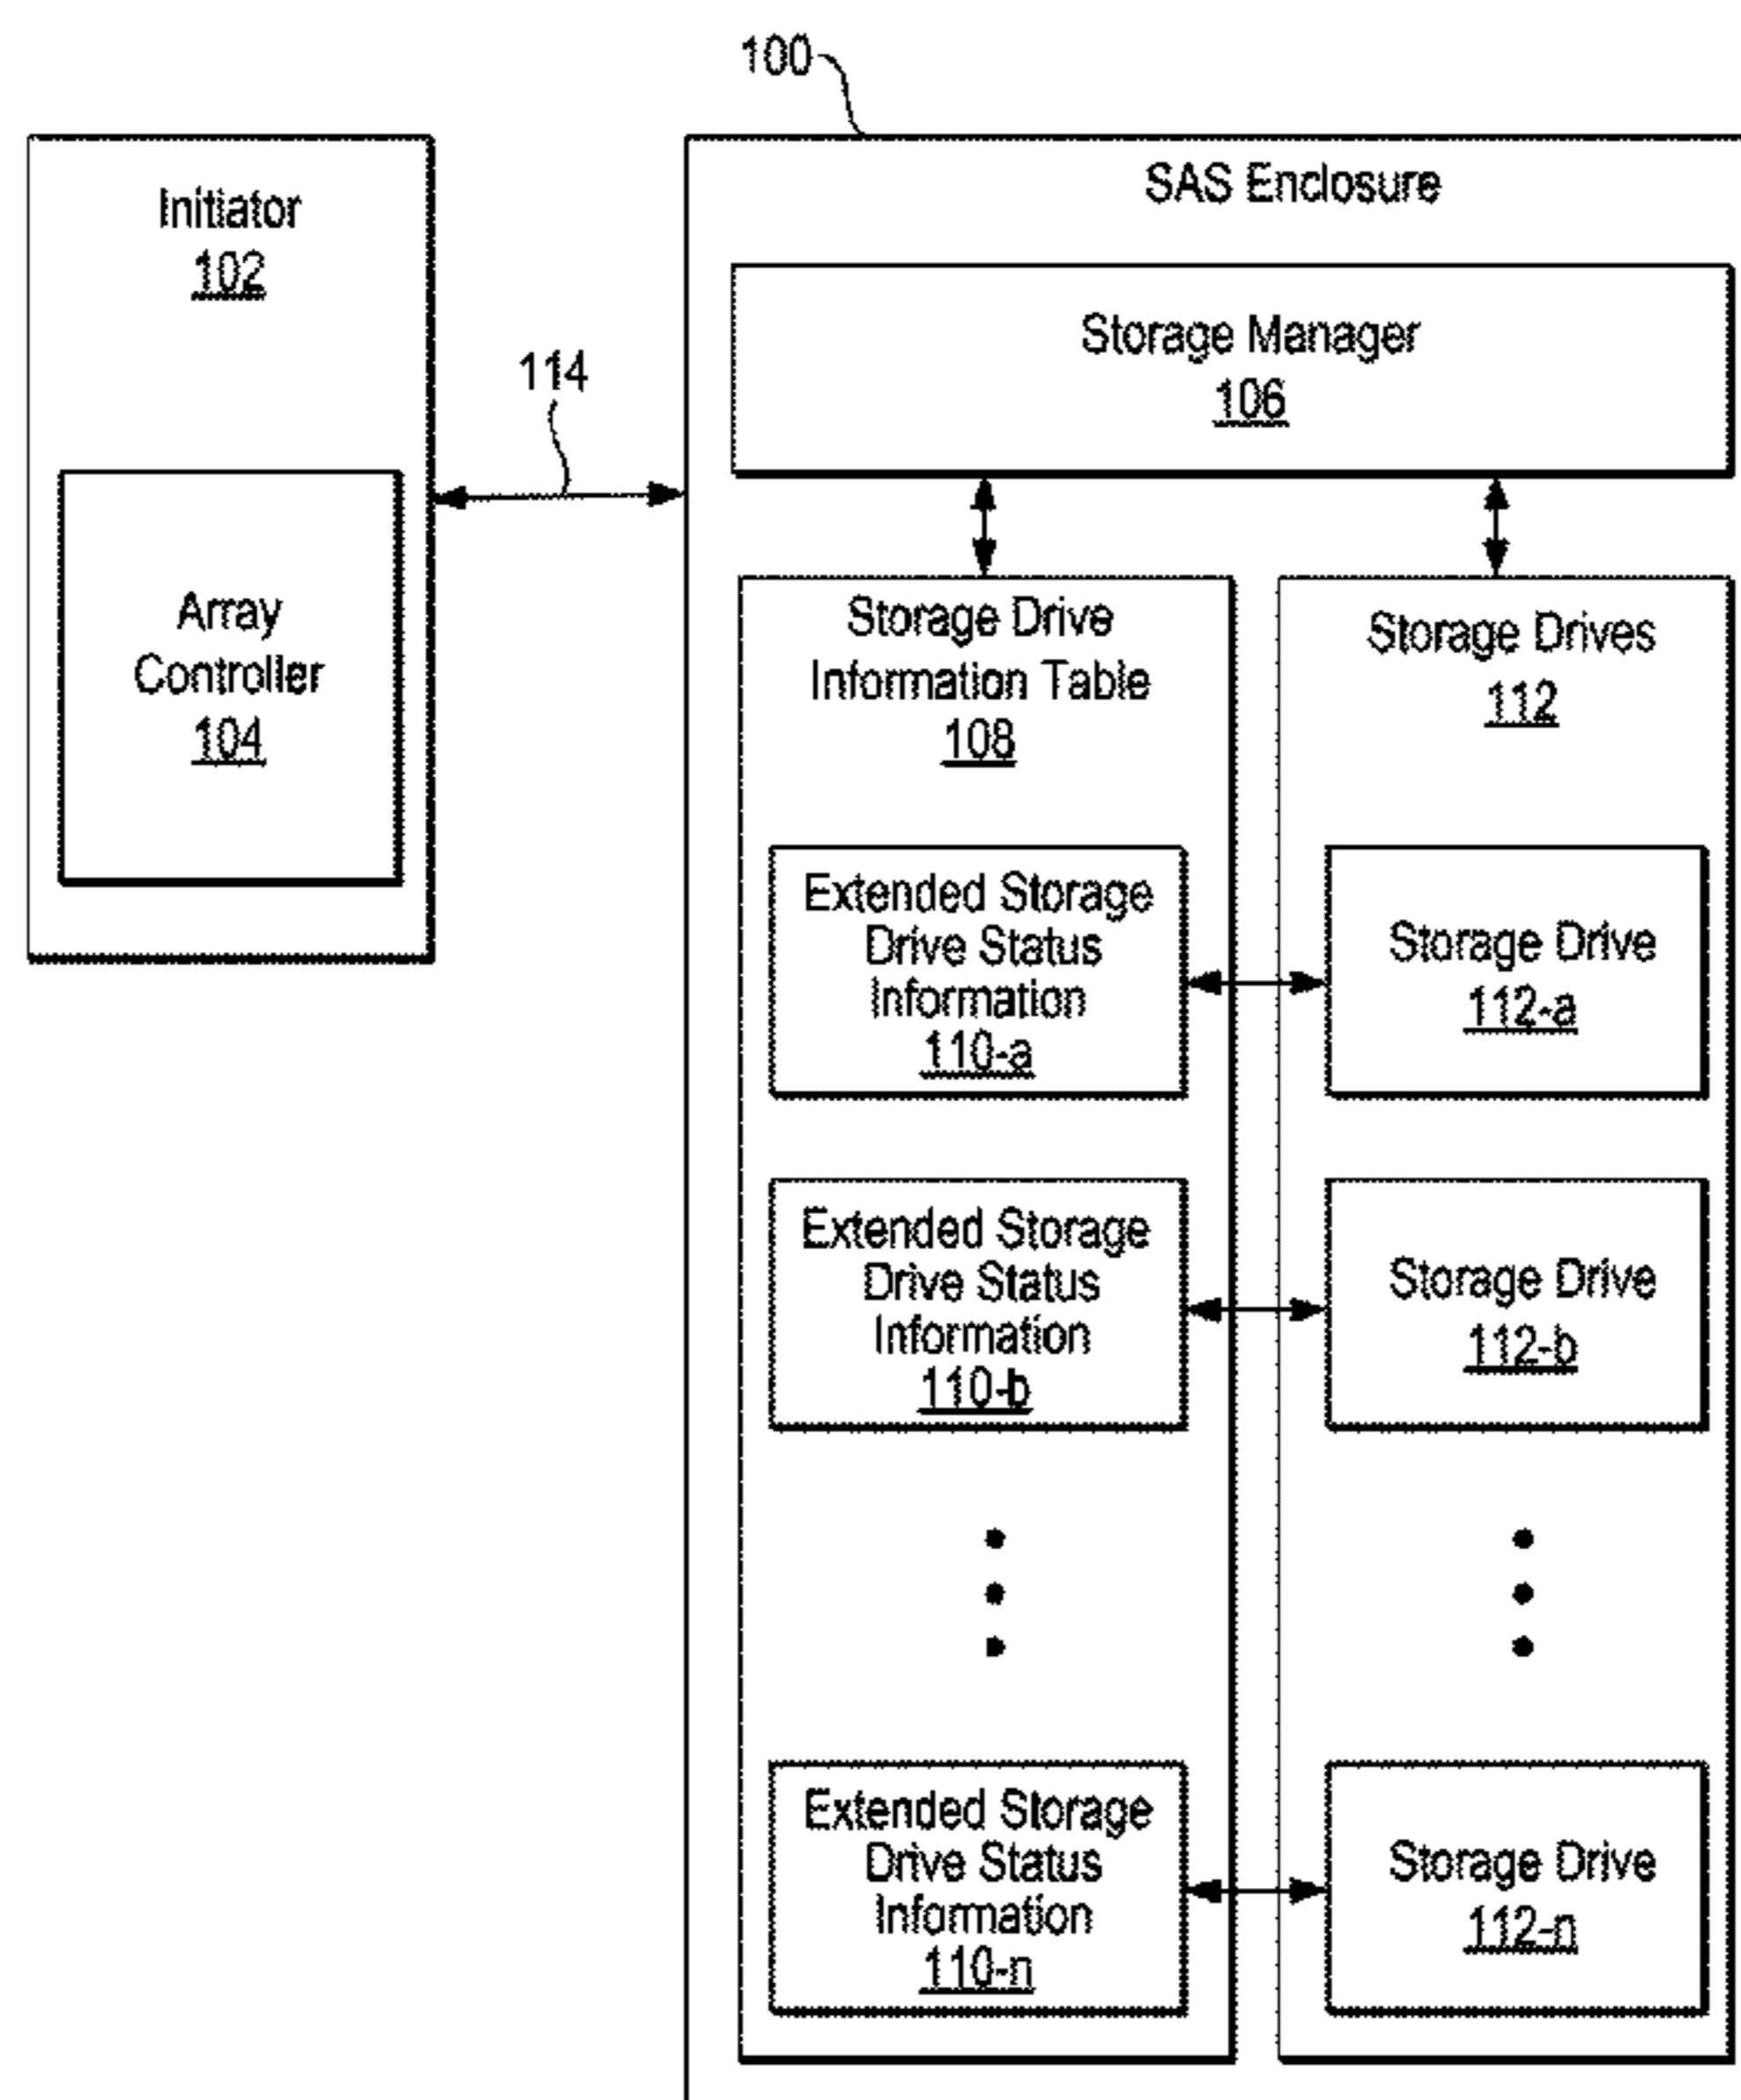 100
Initiator
102
Array
Controller
104
114
SAS Enclosure
Storage Manager
106
Storage Drive
Information Table
108
Extended Storage
Drive Status
Information
110-a
Extended Storage
Drive Status
Information
110-b
Extended Storage
Drive Status
Information
110-n
Storage Drives
112
Storage Drive
112-a
Storage Drive
112-b
Storage Drive
112-n